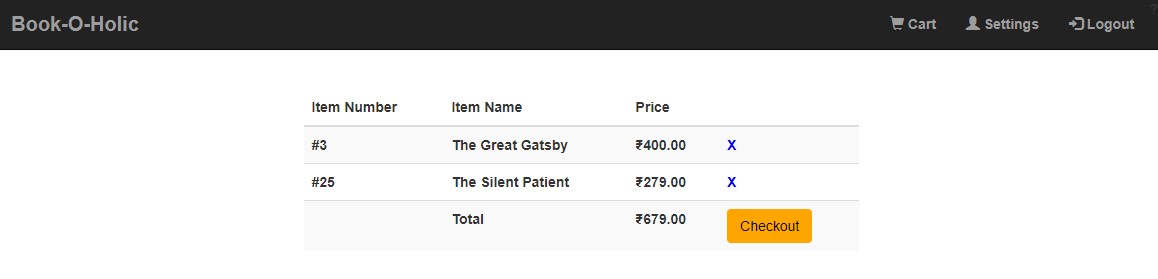 Book-O-Holic Cart Settings Logout
Item Number Item Name Price
#3 The Great Gatsby ₹400.00 X
#25 The Silent Patient ₹279.00 X
Total ₹679.00 Checkout